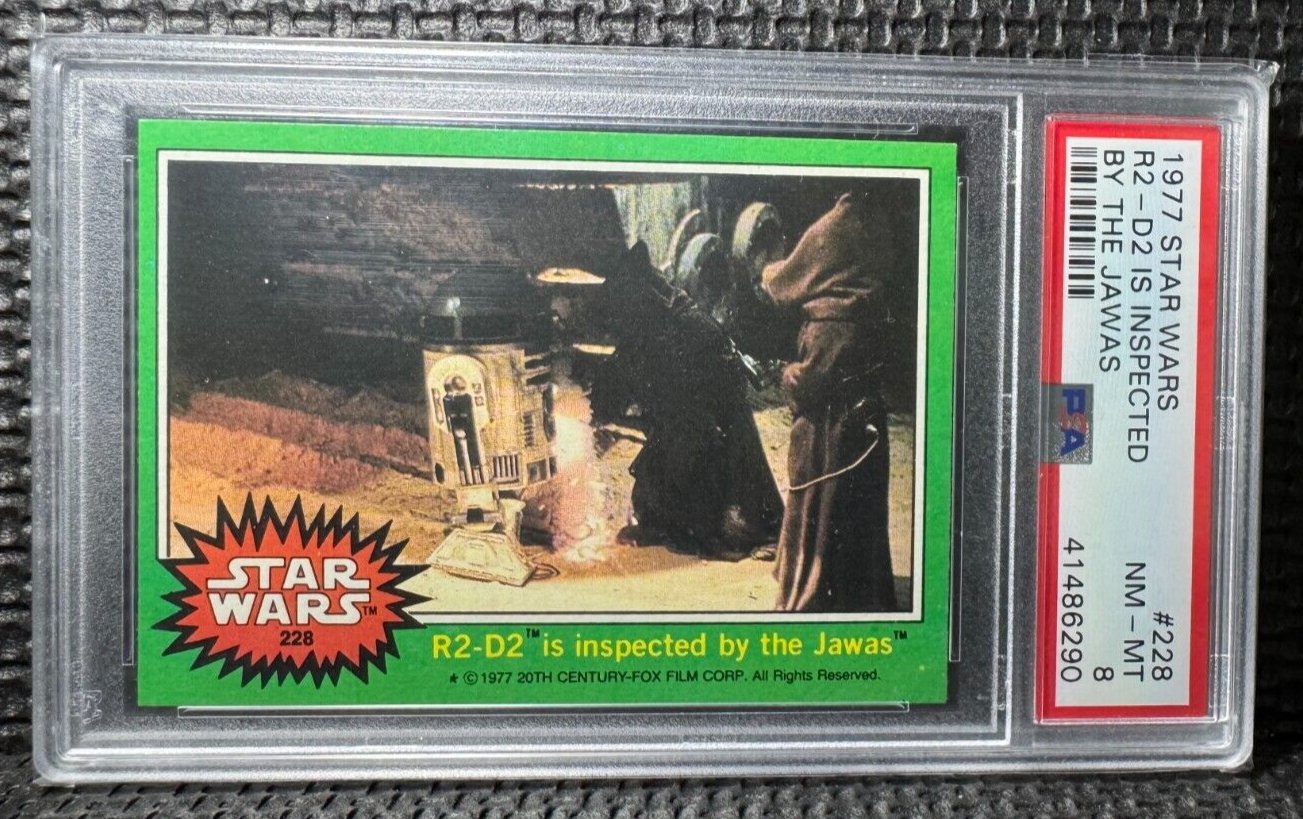 STAR
WARS™
228
R2-D2™ is inspected by the Jawas™
* © 1977 20TH CENTURY-FOX FILM CORP. All Rights Reserved.
1977 STAR WARS #228
R2-D2 IS INSPECTED NM-MT
BY THE JAWAS 8
PSA
41486290